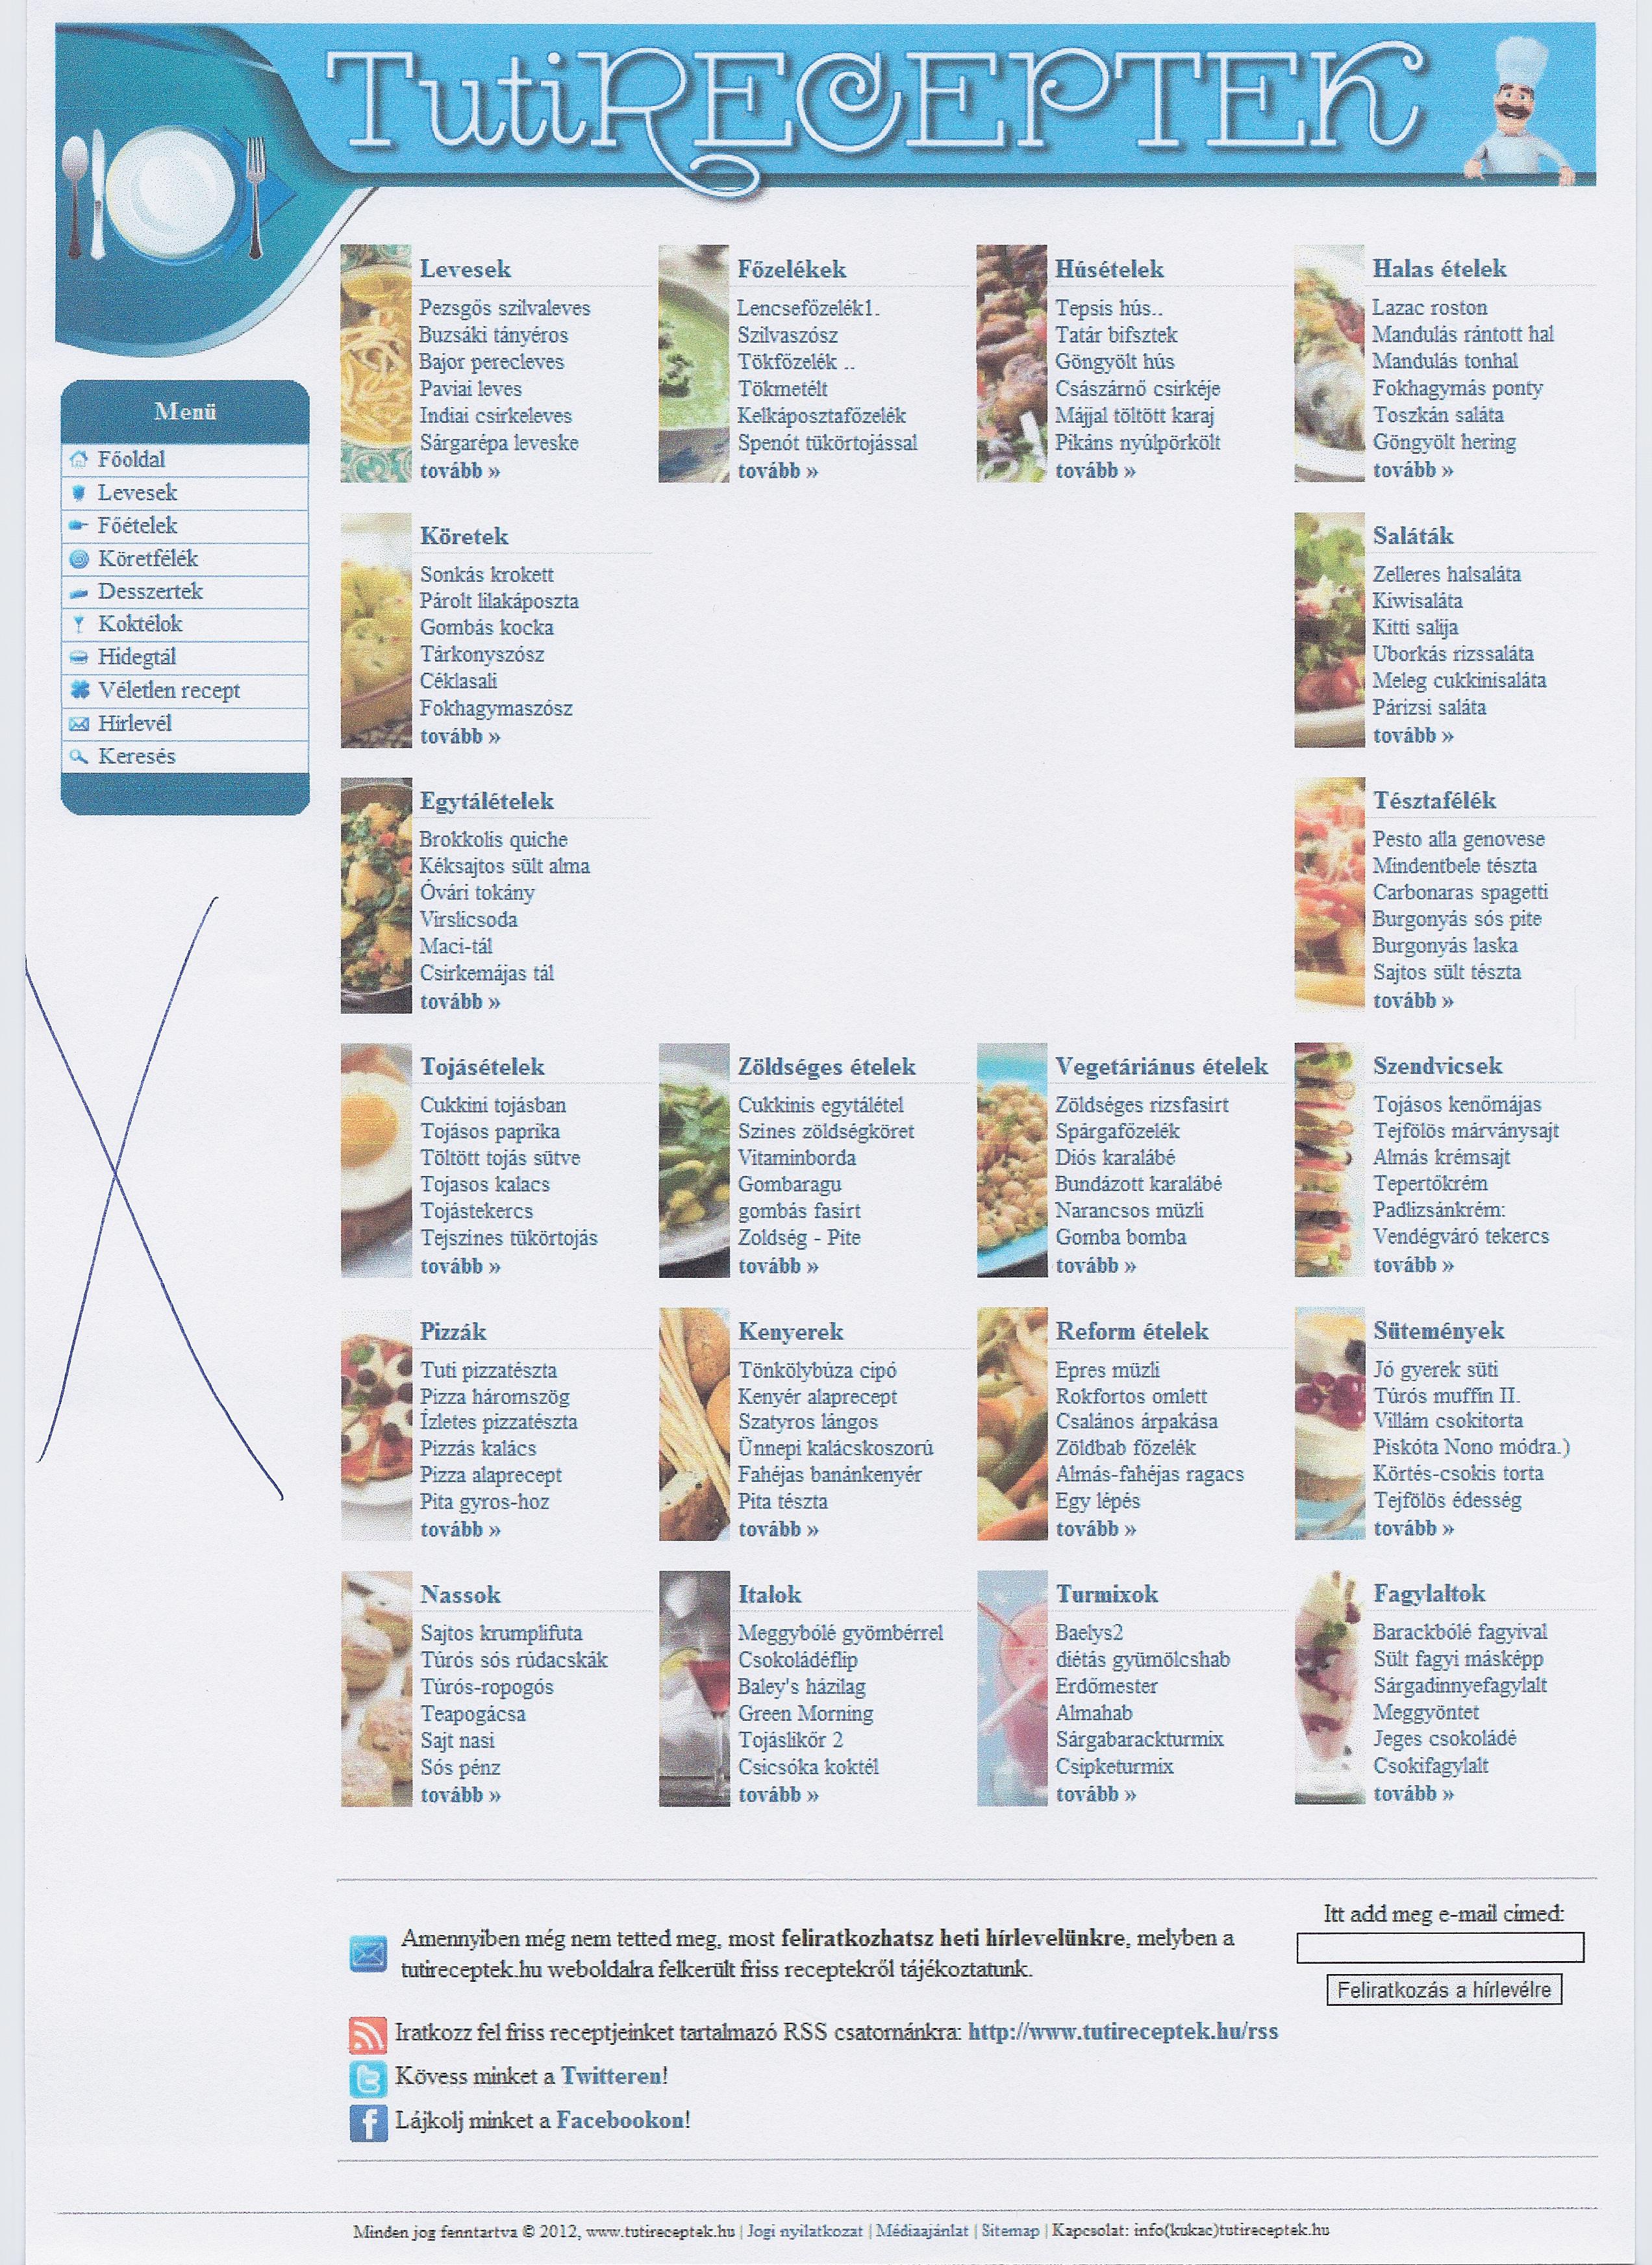 TutiRECEPTEK
Menü
Főoldal
Levesek
Főételek
Köretfélék
Desszertek
Koktélok
Hidegtál
Véletlen recept
Hírlevél
Keresés
Levesek
Pezsgős szilvaleves
Buzsáki tányéros
Bajor perecleves
Paviai leves
Indiai csirkeleves
Sárgarépa leveske
tovább »
Főzelékek
Lencsefőzelék1.
Szilvaszósz
Tökfőzelék ..
Tökmetélt
Kelkáposztafőzelék
Spenót tükörtojással
tovább »
Húsételek
Tepsis hús..
Tatár bifsztek
Göngyölt hús
Császárnő csirkéje
Májjal töltött karaj
Pikáns nyúlpörkölt
tovább »
Halas ételek
Lazac roston
Mandulás rántott hal
Mandulás tonhal
Fokhagymás ponty
Toszkán saláta
Göngyölt hering
tovább »
Köretek
Sonkás krokett
Párolt lilakáposzta
Gombás kocka
Tárkonyszósz
Céklasali
Fokhagymaszósz
tovább »
Saláták
Zelleres halsaláta
Kiwisaláta
Kitti salija
Uborkás rizssaláta
Meleg cukkinisaláta
Párizsi saláta
tovább »
Egytálételek
Brokkolis quiche
Kéksajtos sült alma
Óvári tokány
Virslicsoda
Maci-tál
Csirkemájas tál
tovább »
Tésztafélék
Pesto alla genovese
Mindentbele tészta
Carbonaras spagetti
Burgonyás sós pite
Burgonyás laska
Sajtos sült tészta
tovább »
Tojásételek
Cukkini tojásban
Tojásos paprika
Töltött tojás sütve
Tojasos kalacs
Tojástekercs
Tejszínes tükörtojás
tovább »
Zöldséges ételek
Cukkinis egytálétel
Színes zöldségköret
Vitaminborda
Gombaragu
gombás fasirt
Zoldség - Pite
tovább »
Vegetáriánus ételek
Zöldséges rizsfasirt
Spárgafőzelék
Diós karalábé
Bundázott karalábé
Narancsos müzli
Gomba bomba
tovább »
Szendvicsek
Tojásos kenőmájas
Tejfölös márványsajt
Almás krémsajt
Tepertőkrém
Padlizsánkrém:
Vendégváró tekercs
tovább »
Pizzák
Tuti pizzatészta
Pizza háromszög
Ízletes pizzatészta
Pizzás kalács
Pizza alaprecept
Pita gyros-hoz
tovább »
Kenyerek
Tönkölybúza cipó
Kenyér alaprecept
Szatyros lángos
Ünnepi kalácskoszorú
Fahéjas banánkenyér
Pita tészta
tovább »
Reform ételek
Epres müzli
Rokfortos omlett
Csalános árpakása
Zöldbab főzelék
Almás-fahéjas ragacs
Egy lépés
tovább »
Sütemények
Jó gyerek süti
Túrós muffin II.
Villám csokitorta
Piskóta Nono módra.)
Körtés-csokis torta
Tejfölös édesség
tovább »
Nassok
Sajtos krumplifuta
Túrós sós rúdacskák
Túrós-ropogós
Teapogácsa
Sajt nasi
Sós pénz
tovább »
Italok
Meggybólé gyömbérrel
Csokoládéflip
Baley's házilag
Green Morning
Tojáslikőr 2
Csicsóka koktél
tovább »
Turmixok
Baelys2
diétás gyümölcshab
Erdőmester
Almahab
Sárgabarackturmix
Csipketurmix
tovább »
Fagylaltok
Barackbólé fagyival
Sült fagyi másképp
Sárgadinnyefagylalt
Meggyöntet
Jeges csokoládé
Csokifagylalt
tovább »
Amennyiben még nem tetted meg, most feliratkozhatsz heti hírlevelünkre, melyben a
tutireceptek.hu weboldalra felkerült friss receptekről tájékoztatunk.
Itt add meg e-mail címed:
Feliratkozás a hírlevélre
Iratkozz fel friss receptjeinket tartalmazó RSS csatornánkra: http://www.tutireceptek.hu/rss
Kövess minket a Twitteren!
Lájkolj minket a Facebookon!
Minden jog fenntartva © 2012, www.tutireceptek.hu | Jogi nyilatkozat | Médiaajánlat | Sitemap | Kapcsolat: info(kukac)tutireceptek.hu